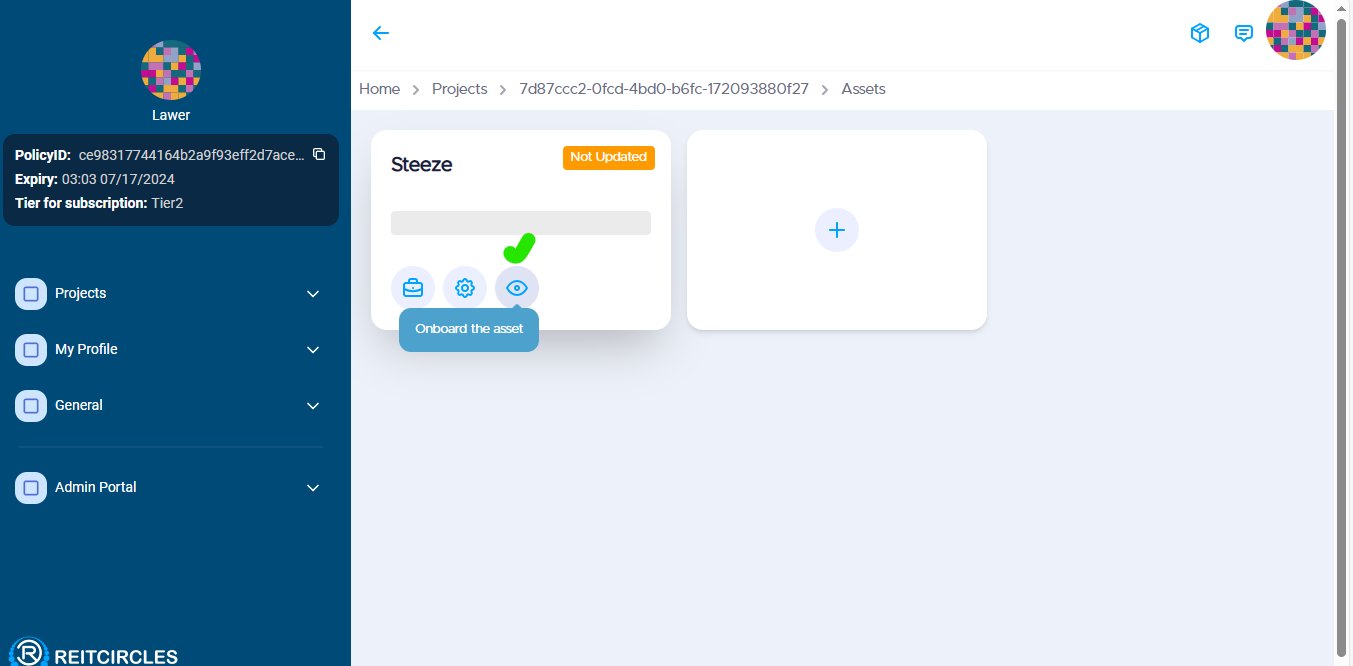 Lawer
PolicyID: ce98317744164b2a9f93eff2d7ace...
Expiry: 03:03 07/17/2024
Tier for subscription: Tier2
Projects
My Profile
General
Admin Portal
REITCIRCLES
Home > Projects > 7d87ccc2-0fcd-4bd0-b6fc-172093880f27 > Assets
Steeze
Not Updated
Onboard the asset